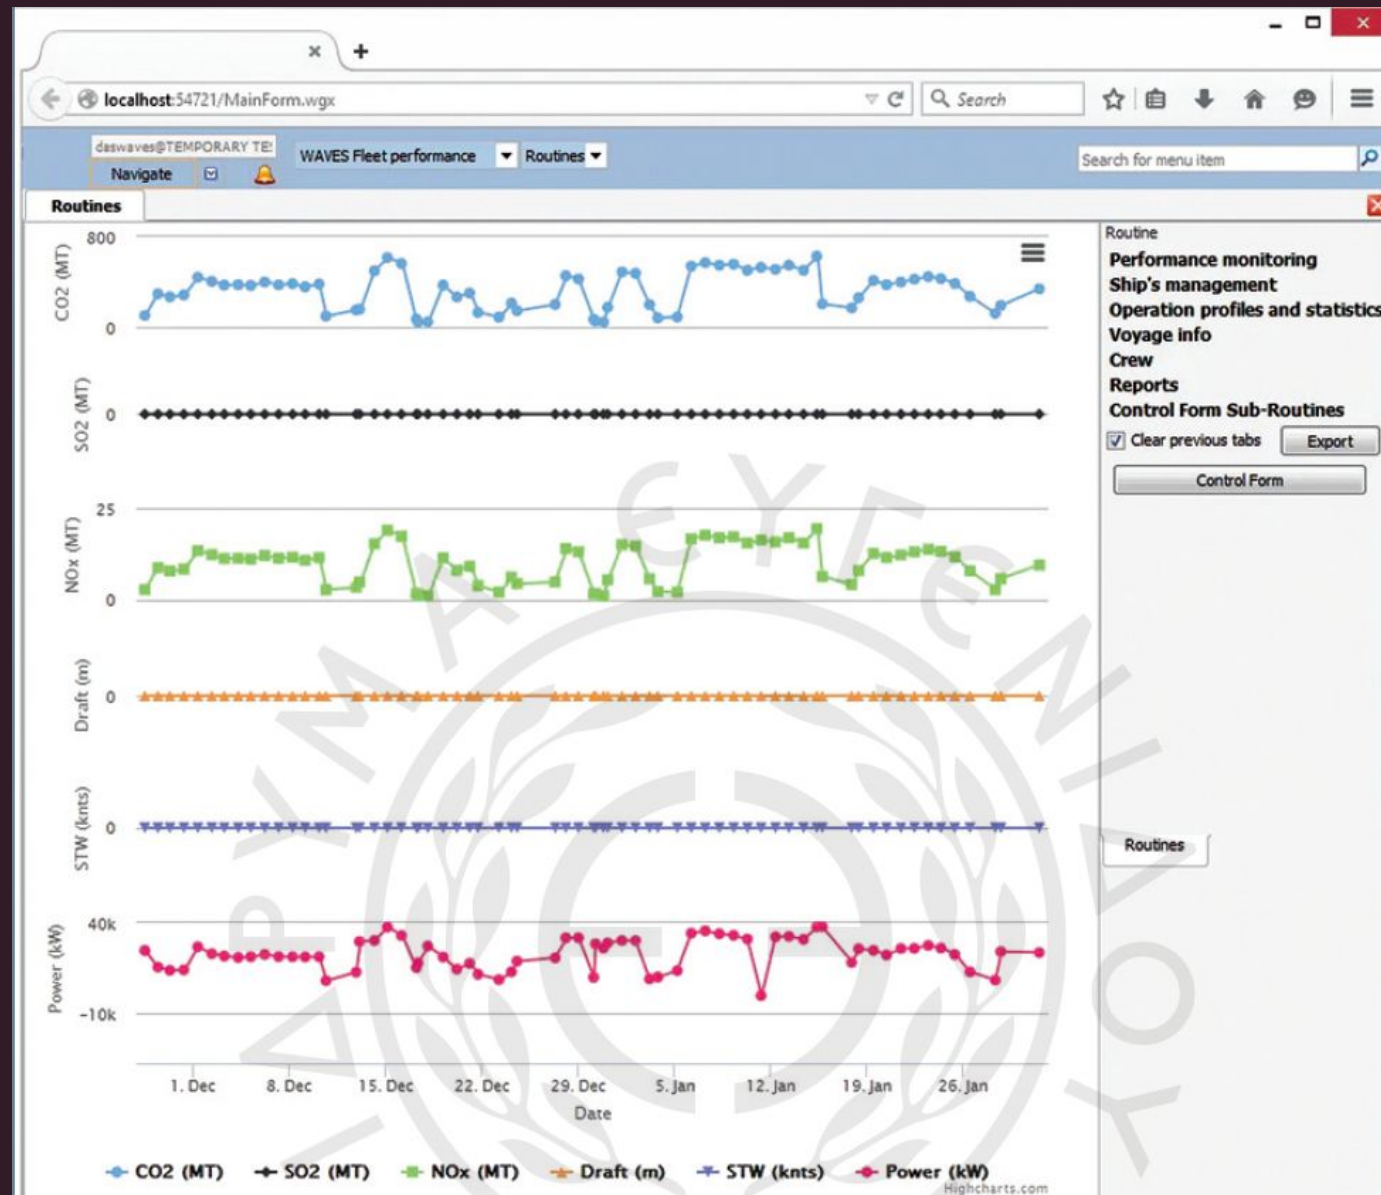 localhost:54721/MainForm.wgx
Search
daswaves@TEMPORARY TE
WAVES Fleet performance
Routines
Search for menu item
Navigate
Routines
CO2 (MT)
800
0
SO2 (MT)
0
NOx (MT)
25
0
Draft (m)
0
STW (knts)
0
Power (kW)
40k
-10k
1. Dec
8. Dec
15. Dec
22. Dec
29. Dec
5. Jan
12. Jan
19. Jan
26. Jan
Date
CO2 (MT)
SO2 (MT)
NOx (MT)
Draft (m)
STW (knts)
Power (kW)
Highcharts.com
Routine
Performance monitoring
Ship's management
Operation profiles and statistics
Voyage info
Crew
Reports
Control Form Sub-Routines
Clear previous tabs
Export
Control Form
Routines
ΙΔΡΥΜΑ ΕΥΓΕΝΙΔΟΥ